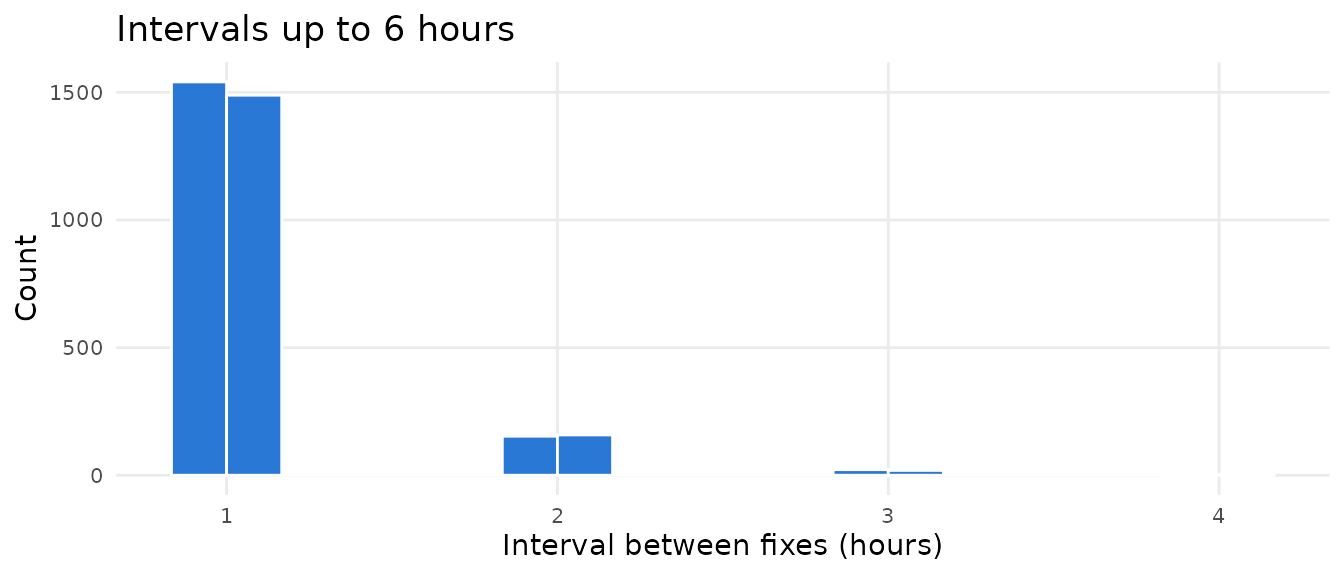 Intervals up to 6 hours
Count
1500
1000
500
0
1 2 3 4
Interval between fixes (hours)